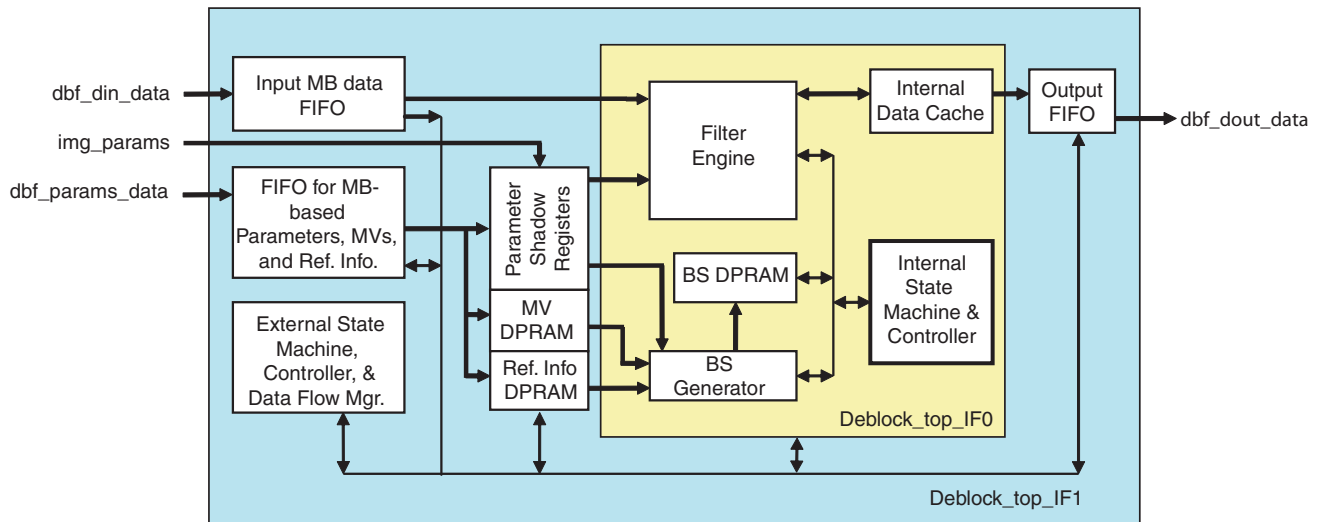 dbf_din_data
img_params
dbf_params_data
Input MB data
FIFO
FIFO for MB-
based
Parameters, MVs,
and Ref. Info.
External State
Machine,
Controller, &
Data Flow Mgr.
Parameter
Shadow
Registers
MV
DPRAM
Ref. Info
DPRAM
Filter
Engine
BS DPRAM
BS
Generator
Internal
Data Cache
Internal
State
Machine &
Controller
Deblock_top_IF0
Output
FIFO
dbf_dout_data
Deblock_top_IF1